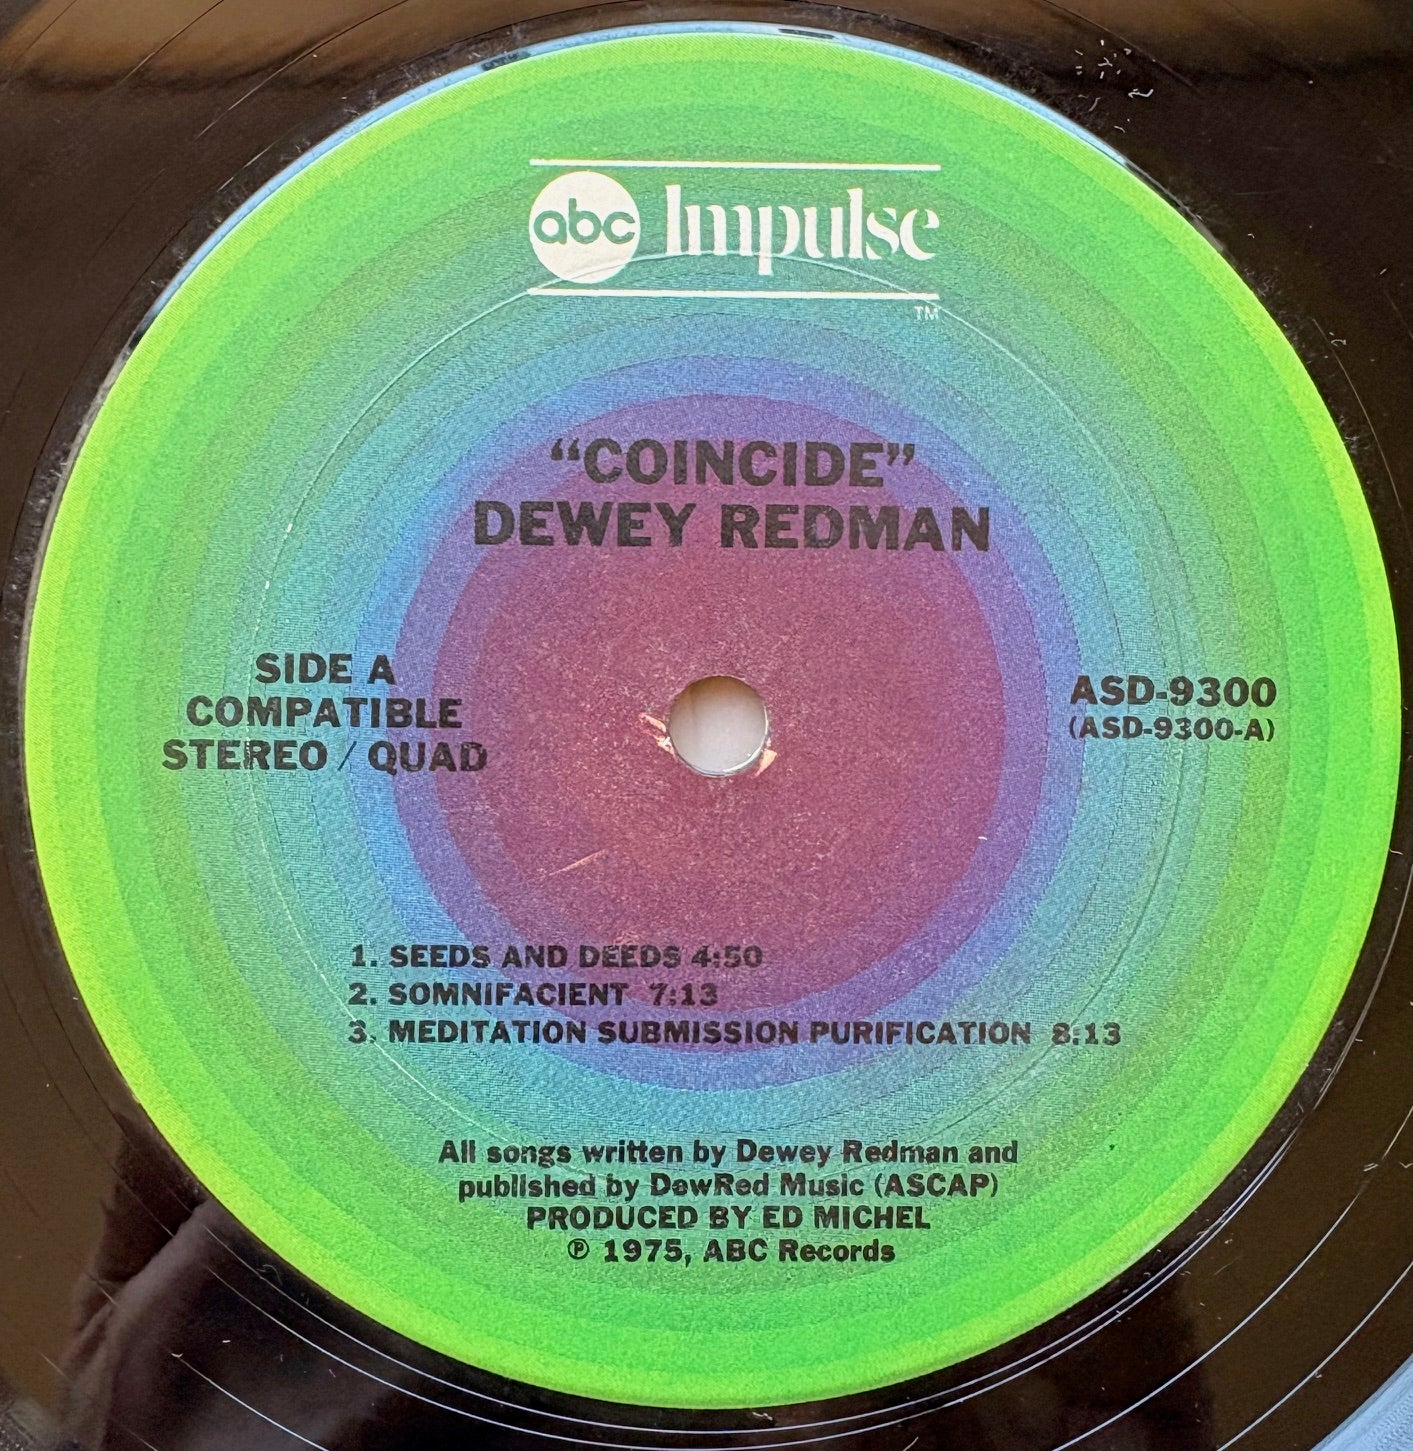 abc Impulse
TM
“COINCIDE”
DEWEY REDMAN
SIDE A
COMPATIBLE
STEREO / QUAD
ASD-9300
(ASD-9300-A)
1. SEEDS AND DEEDS 4:50
2. SOMNIFACIENT 7:13
3. MEDITATION SUBMISSION PURIFICATION 8:13
All songs written by Dewey Redman and
published by DewRed Music (ASCAP)
PRODUCED BY ED MICHEL
℗ 1975, ABC Records